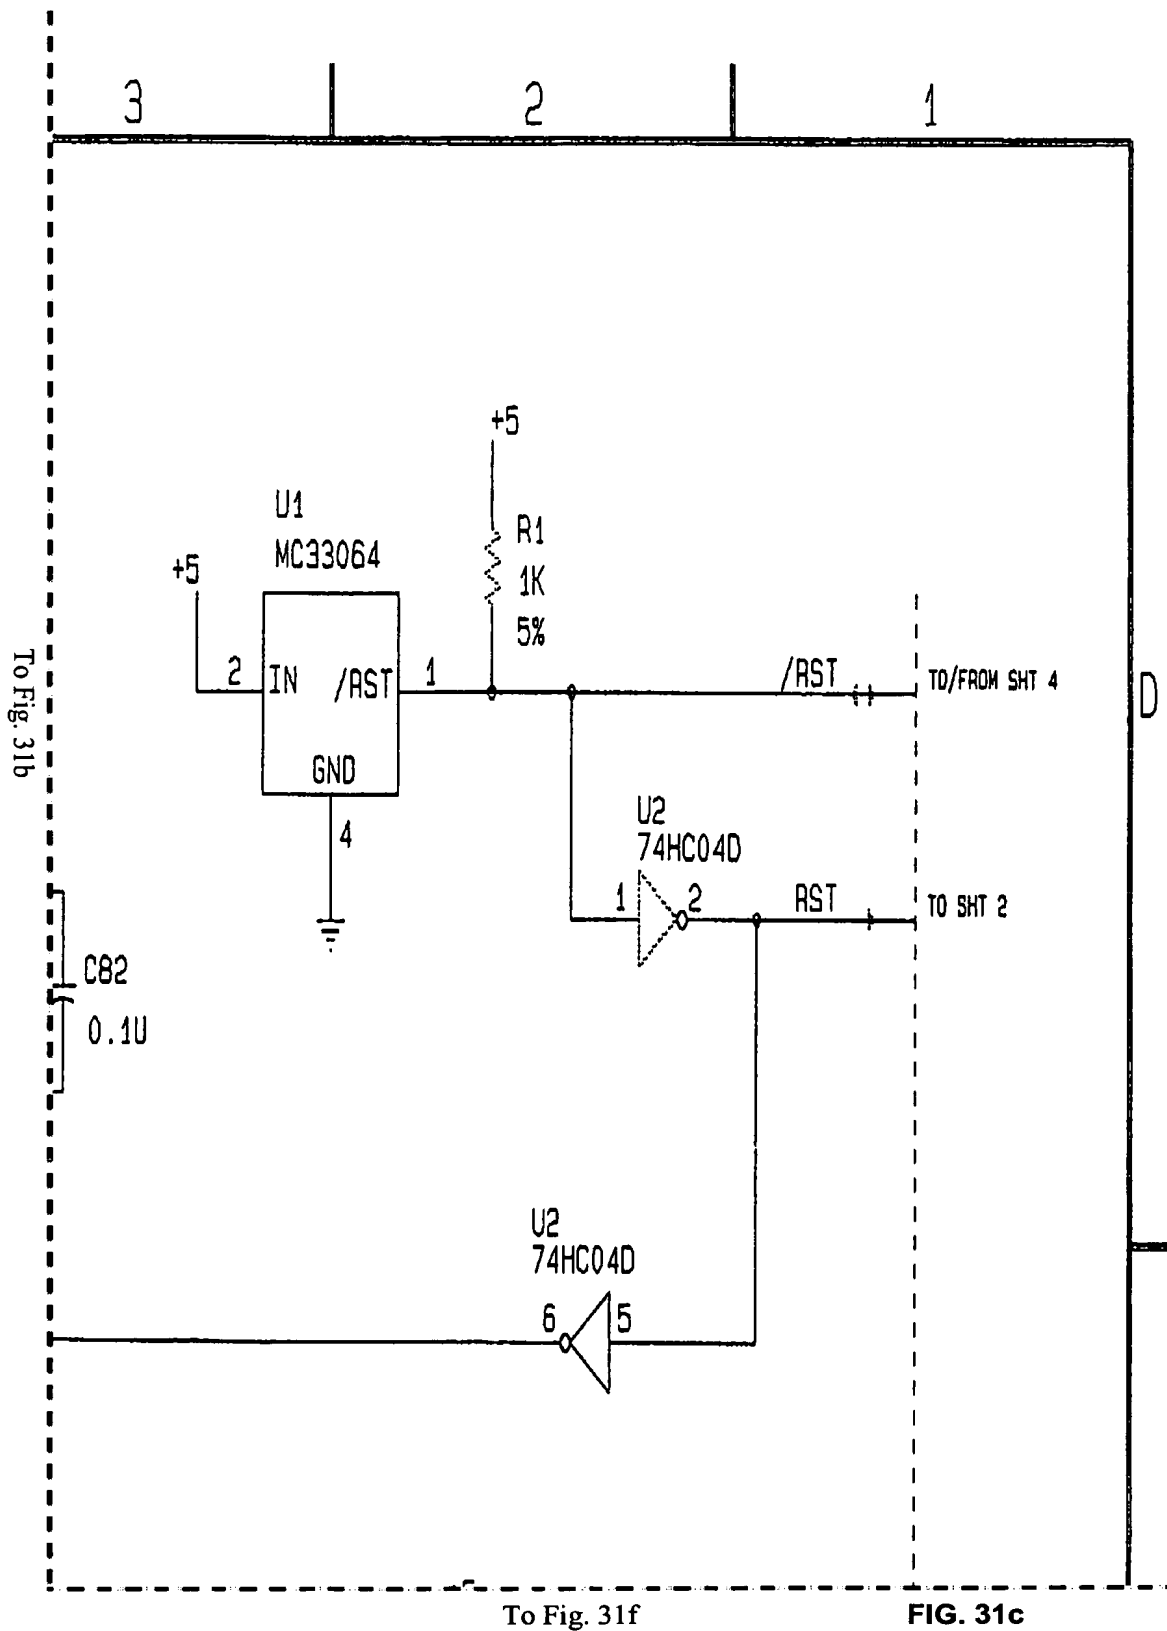 3 2 1
+5
U1
MC33064
R1
1K
5%
+5
2 IN /RST 1
/RST
TO/FROM SHT 4
D
GND
4
To Fig. 31b
U2
74HC04D
1 2
RST
TO SHT 2
C82
0.1U
U2
74HC04D
6 5
To Fig. 31f
FIG. 31c